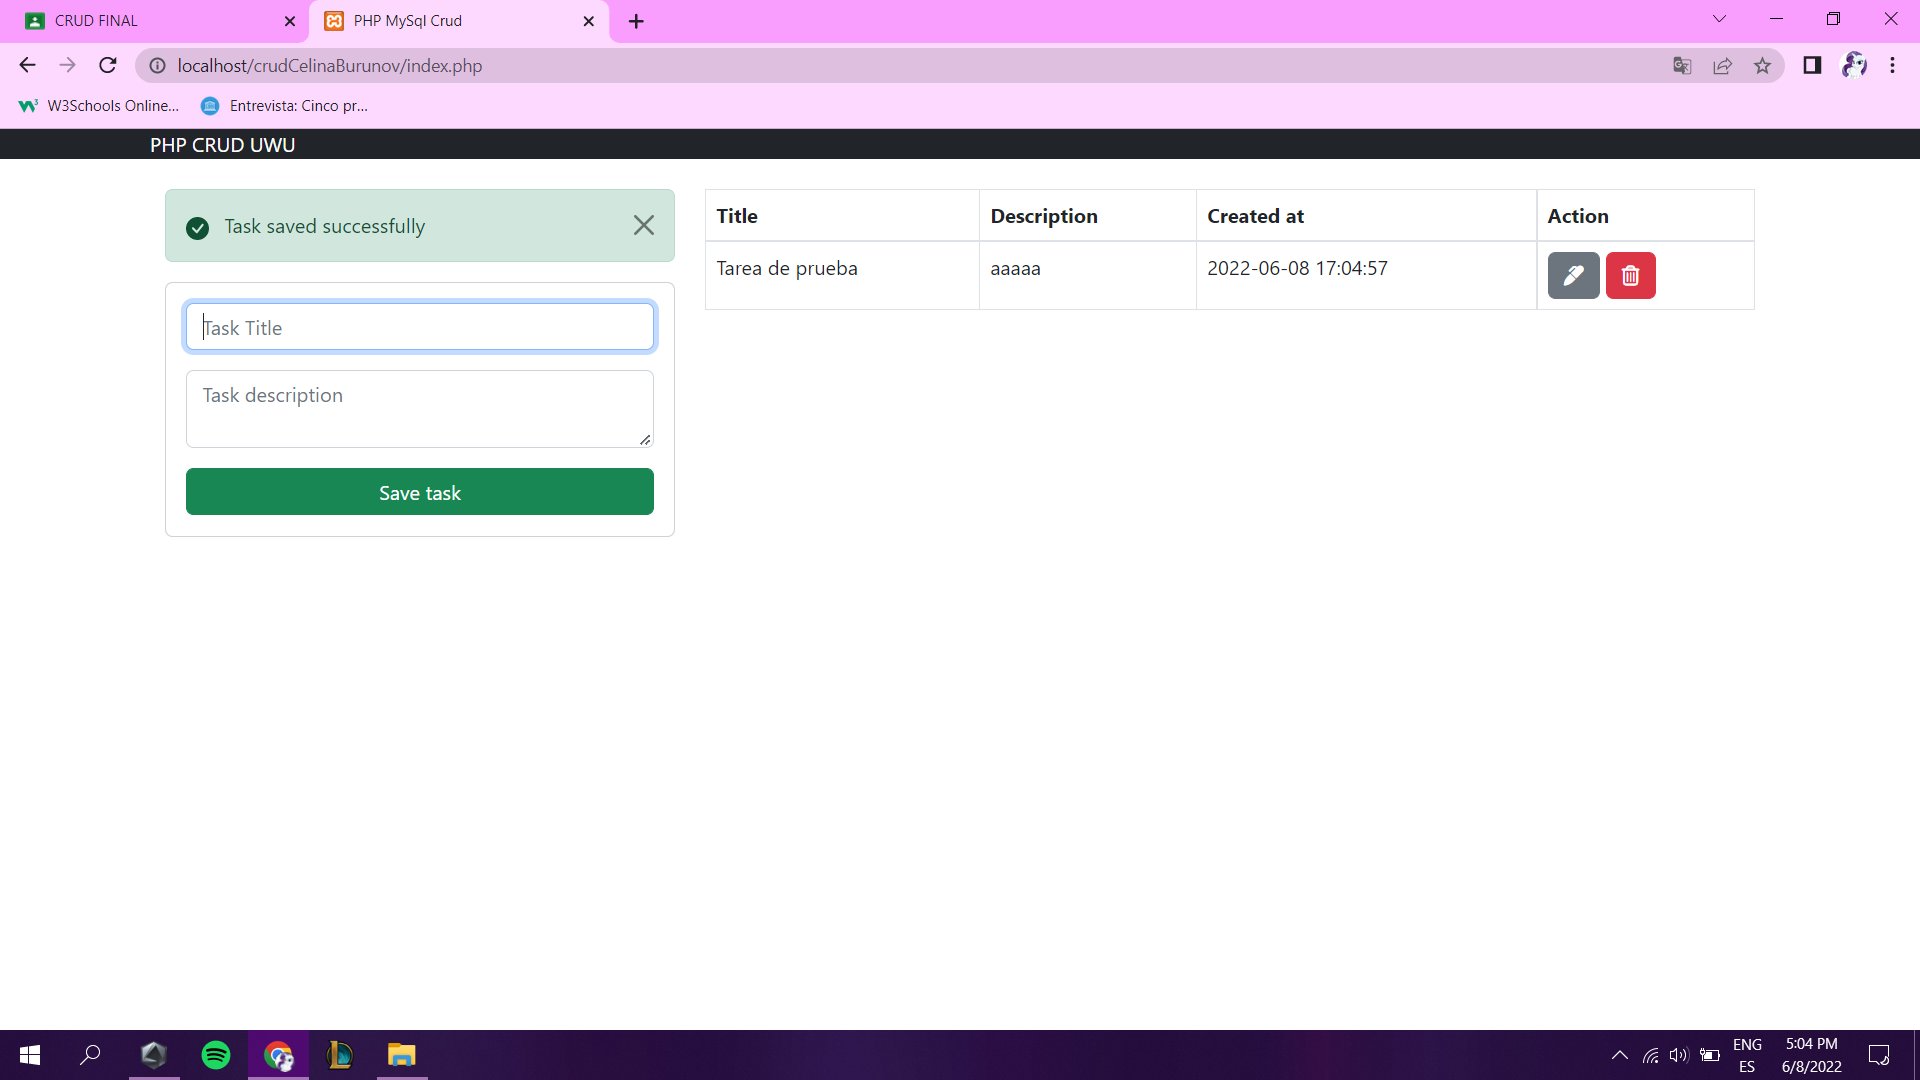 CRUD FINAL
PHP MySql Crud
localhost/crudCelinaBurunov/index.php
W3Schools Online...
Entrevista: Cinco pr...
PHP CRUD UWU
Task saved successfully
Task Title
Task description
Save task
Title Description Created at Action
Tarea de prueba aaaaa 2022-06-08 17:04:57
ENG
ES
5:04 PM
6/8/2022